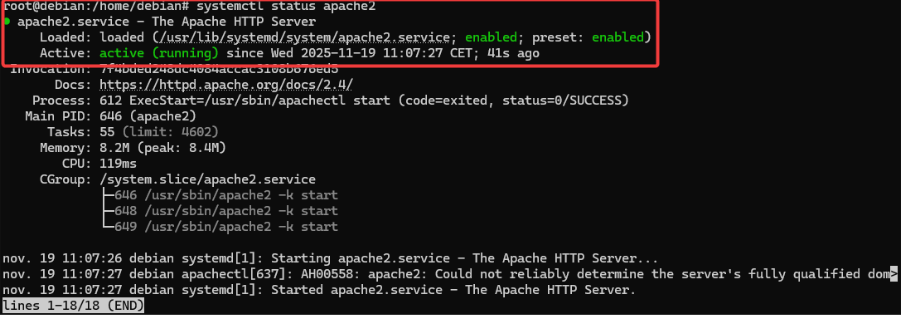 root@debian:/home/debian# systemctl status apache2
● apache2.service - The Apache HTTP Server
Loaded: loaded (/usr/lib/systemd/system/apache2.service; enabled; preset: enabled)
Active: active (running) since Wed 2025-11-19 11:07:27 CET; 41s ago
Invocation: 7f4bded248dc4084accac3108b676ed5
Docs: https://httpd.apache.org/docs/2.4/
Process: 612 ExecStart=/usr/sbin/apachectl start (code=exited, status=0/SUCCESS)
Main PID: 646 (apache2)
Tasks: 55 (limit: 4602)
Memory: 8.2M (peak: 8.4M)
CPU: 119ms
CGroup: /system.slice/apache2.service
├─646 /usr/sbin/apache2 -k start
├─648 /usr/sbin/apache2 -k start
└─649 /usr/sbin/apache2 -k start
nov. 19 11:07:26 debian systemd[1]: Starting apache2.service - The Apache HTTP Server...
nov. 19 11:07:27 debian apachectl[637]: AH00558: apache2: Could not reliably determine the server's fully qualified dom>
nov. 19 11:07:27 debian systemd[1]: Started apache2.service - The Apache HTTP Server.
lines 1-18/18 (END)